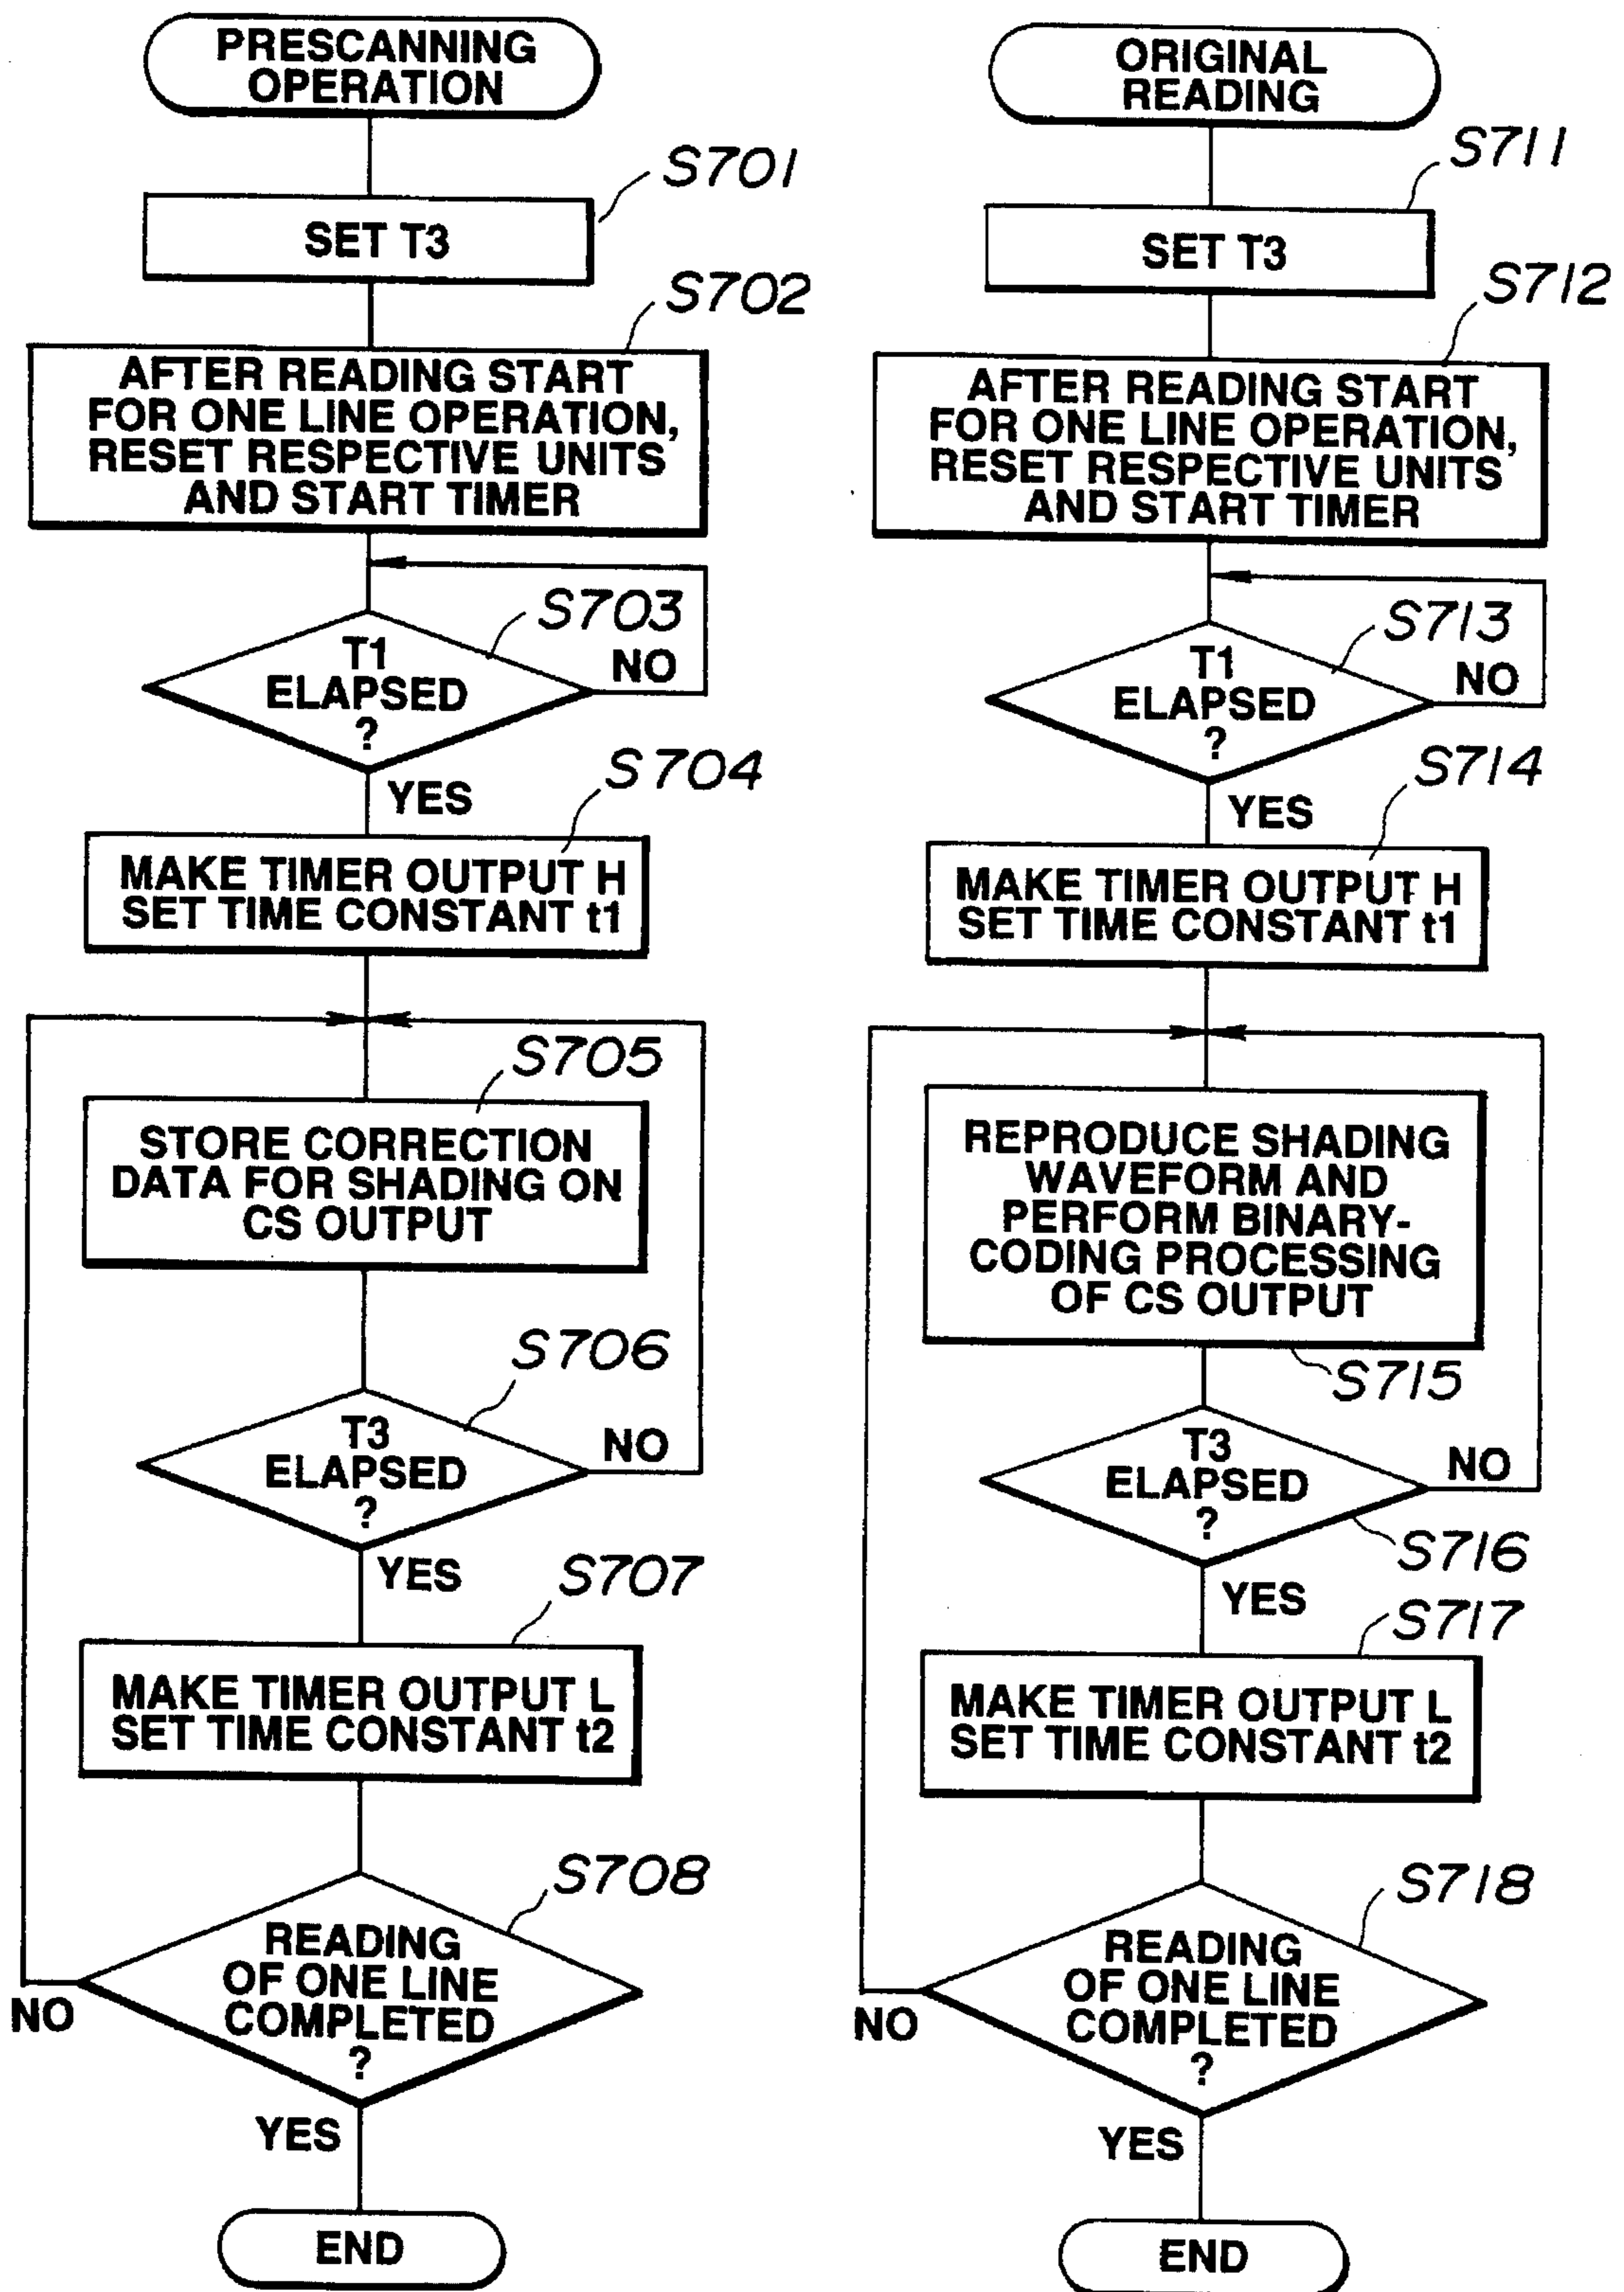 PRESCANNING
OPERATION
S701
SET T3
S702
AFTER READING START
FOR ONE LINE OPERATION,
RESET RESPECTIVE UNITS
AND START TIMER
S703
T1
ELAPSED
?
NO
YES
S704
MAKE TIMER OUTPUT H
SET TIME CONSTANT t1
S705
STORE CORRECTION
DATA FOR SHADING ON
CS OUTPUT
S706
T3
ELAPSED
?
NO
YES
S707
MAKE TIMER OUTPUT L
SET TIME CONSTANT t2
S708
READING
OF ONE LINE
COMPLETED
?
NO
YES
END
ORIGINAL
READING
S711
SET T3
S712
AFTER READING START
FOR ONE LINE OPERATION,
RESET RESPECTIVE UNITS
AND START TIMER
S713
T1
ELAPSED
?
NO
YES
S714
MAKE TIMER OUTPUT H
SET TIME CONSTANT t1
REPRODUCE SHADING
WAVEFORM AND
PERFORM BINARY-
CODING PROCESSING
OF CS OUTPUT
S715
T3
ELAPSED
?
NO
S716
YES
S717
MAKE TIMER OUTPUT L
SET TIME CONSTANT t2
S718
READING
OF ONE LINE
COMPLETED
?
NO
YES
END